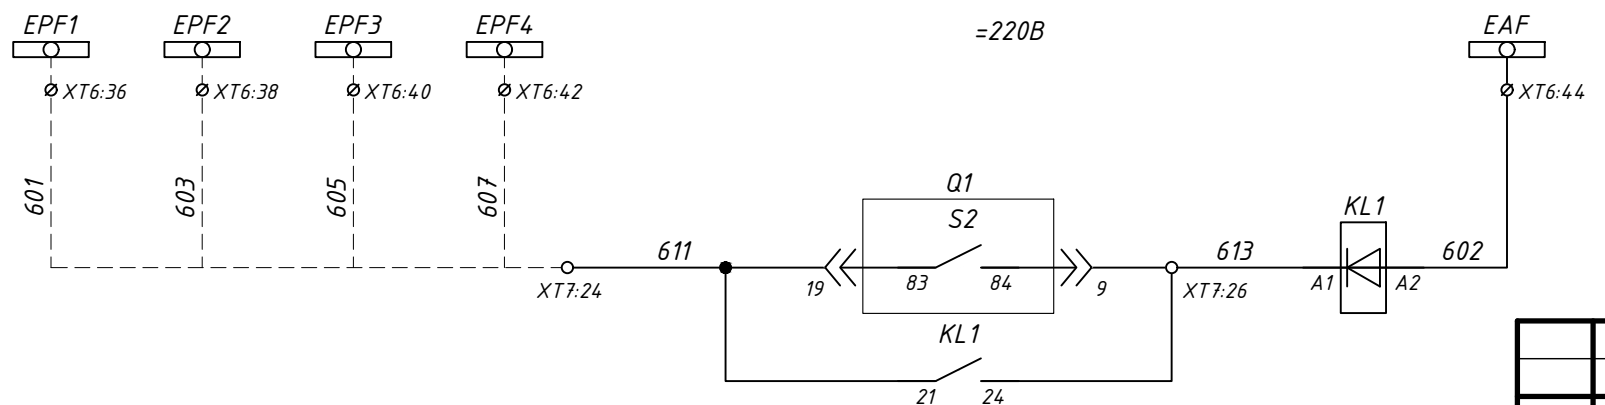 EPF1 EPF2 EPF3 EPF4 =220В EAF
XT6:36 XT6:38 XT6:40 XT6:42 XT6:44
601 603 605 607
Q1
S2 KL1
611 613 602
XT7:24 19 83 84 9 XT7:26 A1 A2
KL1
21 24